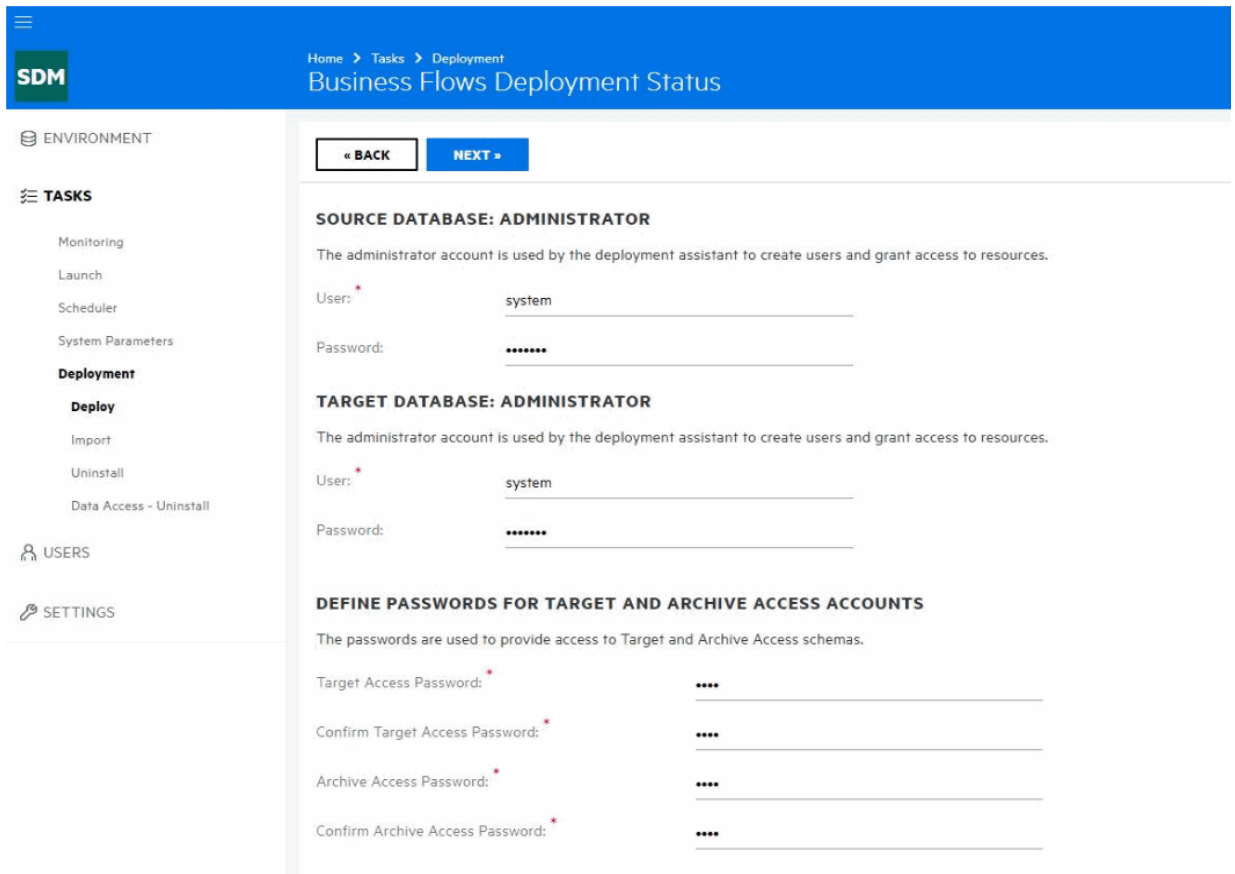 SDM
Home > Tasks > Deployment
Business Flows Deployment Status
ENVIRONMENT
TASKS
Monitoring
Launch
Scheduler
System Parameters
Deployment
Deploy
Import
Uninstall
Data Access - Uninstall
USERS
SETTINGS
« BACK
NEXT »
SOURCE DATABASE: ADMINISTRATOR
The administrator account is used by the deployment assistant to create users and grant access to resources.
User: * system
Password: •••••••
TARGET DATABASE: ADMINISTRATOR
The administrator account is used by the deployment assistant to create users and grant access to resources.
User: * system
Password: •••••••
DEFINE PASSWORDS FOR TARGET AND ARCHIVE ACCESS ACCOUNTS
The passwords are used to provide access to Target and Archive Access schemas.
Target Access Password: * ••••
Confirm Target Access Password: * ••••
Archive Access Password: * ••••
Confirm Archive Access Password: * ••••